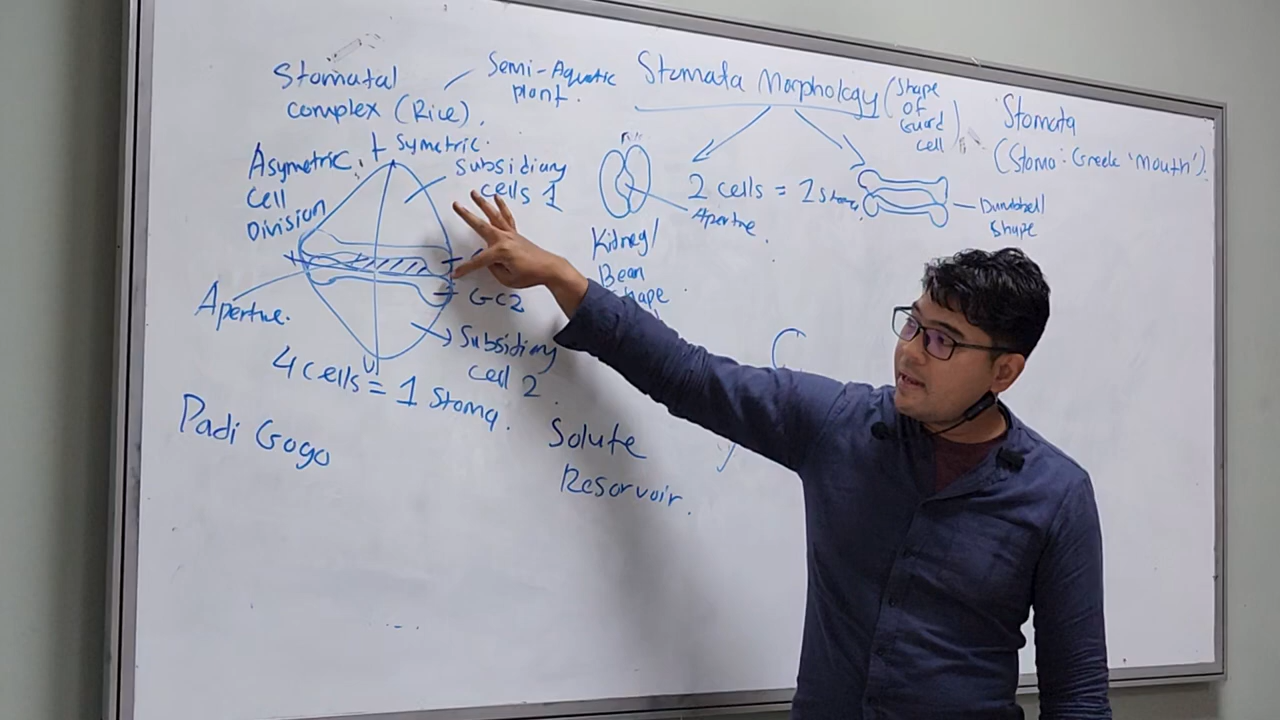 Stomatal
complex (Rice).
Semi-Aquatic
plant.
Asymetric
Cell
Division
+ Symetric.
Subsidiary
cells 1
GC2
Aperture.
Subsidiary
cell 2.
4 cells = 1 Stoma.
Padi Gogo
Solute
Reservoir.
Stomata Morphology
(Shape
of
Guard
cell)
2 cells = 1 Stoma.
Aperture.
Kidney/
Bean
Dumbbell
Shape
Stomata
(Stoma: Greek 'mouth').